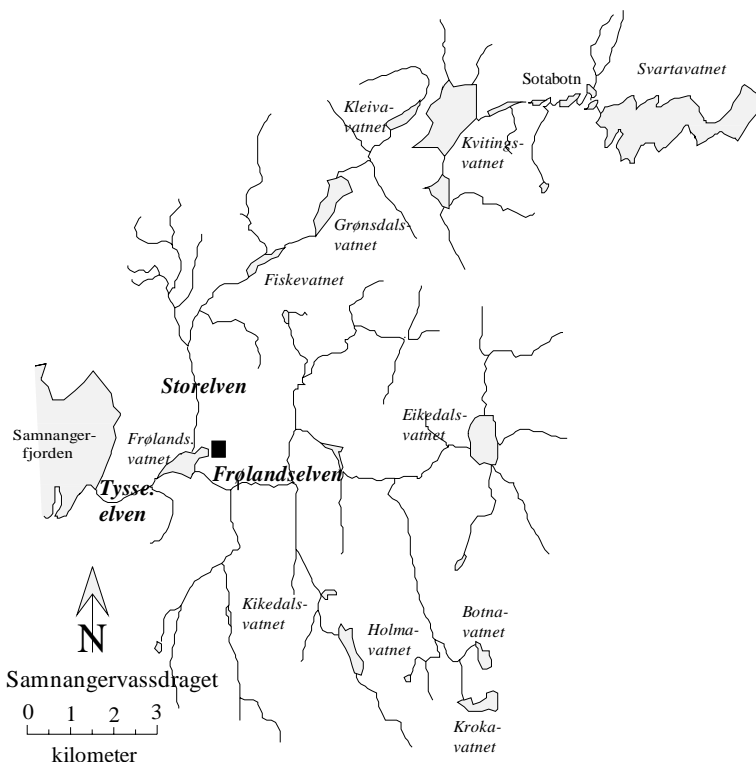 Sotabotn
Svartavatnet
Kleiva-
vatnet
Kvitings-
vatnet
Grønsdals-
vatnet
Fiskevatnet
Storelven
Samnanger-
fjorden
Frølands.
vatnet
Eikedals-
vatnet
Frølandselven
Tysse.
elven
Kikedals-
vatnet
Holma-
vatnet
Botna-
vatnet
Kroka-
vatnet
N
Samnangervassdraget
0 1 2 3
kilometer